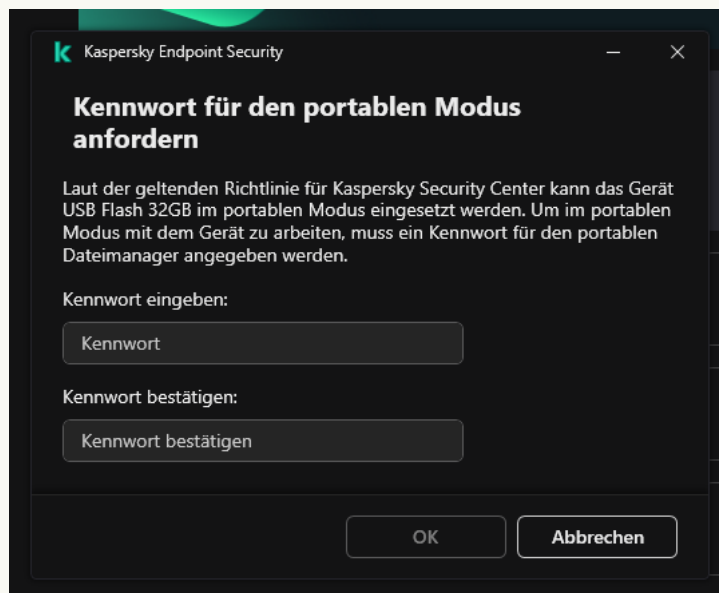 Kaspersky Endpoint Security
Kennwort für den portablen Modus
anfordern
Laut der geltenden Richtlinie für Kaspersky Security Center kann das Gerät
USB Flash 32GB im portablen Modus eingesetzt werden. Um im portablen
Modus mit dem Gerät zu arbeiten, muss ein Kennwort für den portablen
Dateimanager angegeben werden.
Kennwort eingeben:
Kennwort
Kennwort bestätigen:
Kennwort bestätigen
OK
Abbrechen